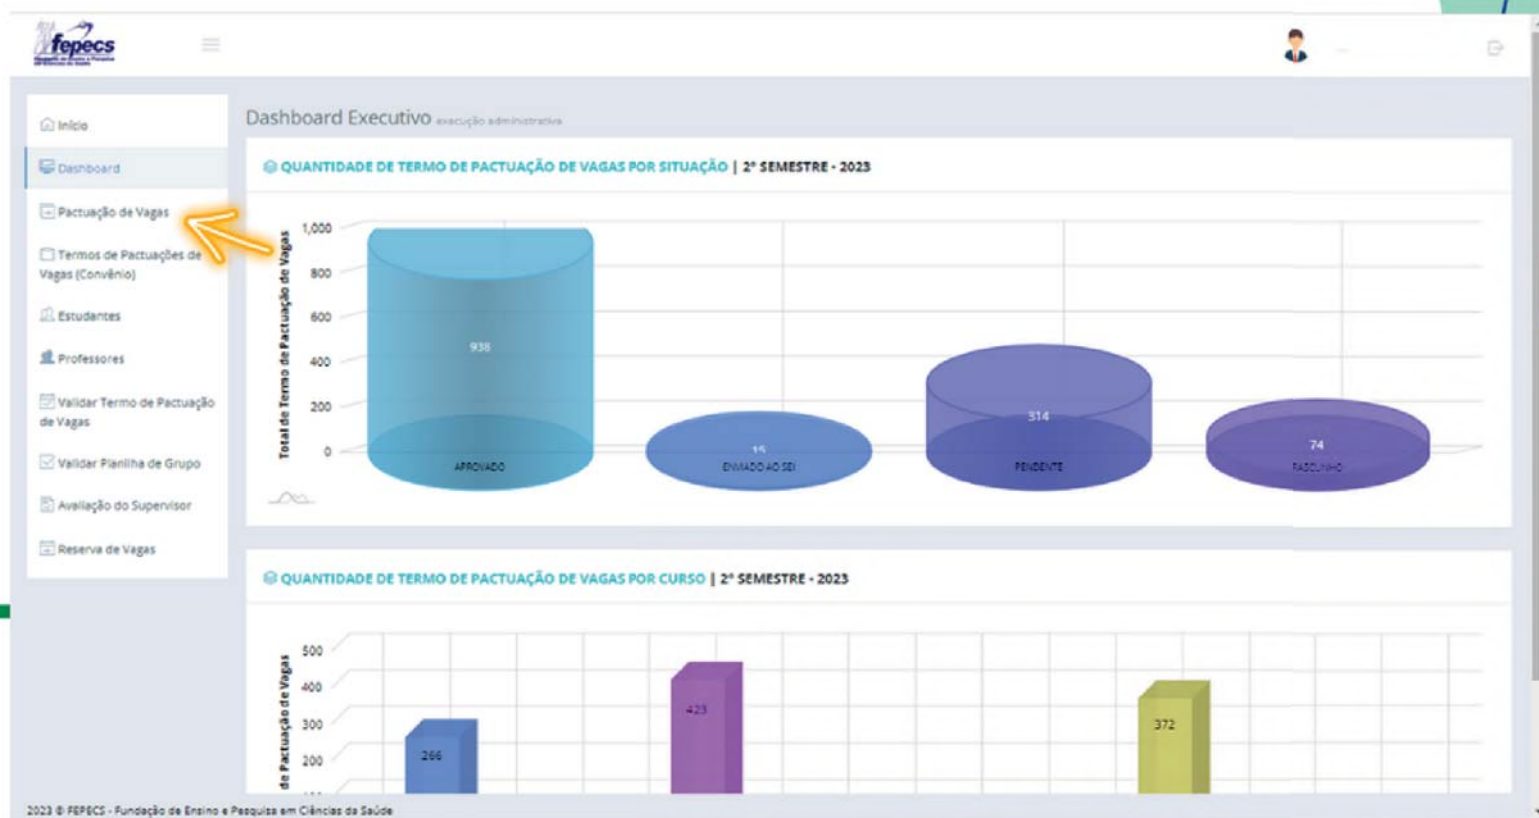 fepecs
Início
Dashboard
Pactuação de Vagas
Termos de Pactuações de
Vagas (Convênio)
Estudantes
Professores
Validar Termo de Pactuação
de Vagas
Validar Planilha de Grupo
Avaliação do Supervisor
Reserva de Vagas
Dashboard Executivo execução administrativa
QUANTIDADE DE TERMO DE PACTUAÇÃO DE VAGAS POR SITUAÇÃO | 2º SEMESTRE - 2023
Total de Termo de Pactuação de Vagas
1,000
800
600
400
200
0
938
15
314
74
APROVADO
ENVIADO AO SEI
PENDENTE
RASCUNHO
QUANTIDADE DE TERMO DE PACTUAÇÃO DE VAGAS POR CURSO | 2º SEMESTRE - 2023
de Pactuação de Vagas
500
400
300
200
266
423
372
2023 © FEPECS - Fundação de Ensino e Pesquisa em Ciências da Saúde